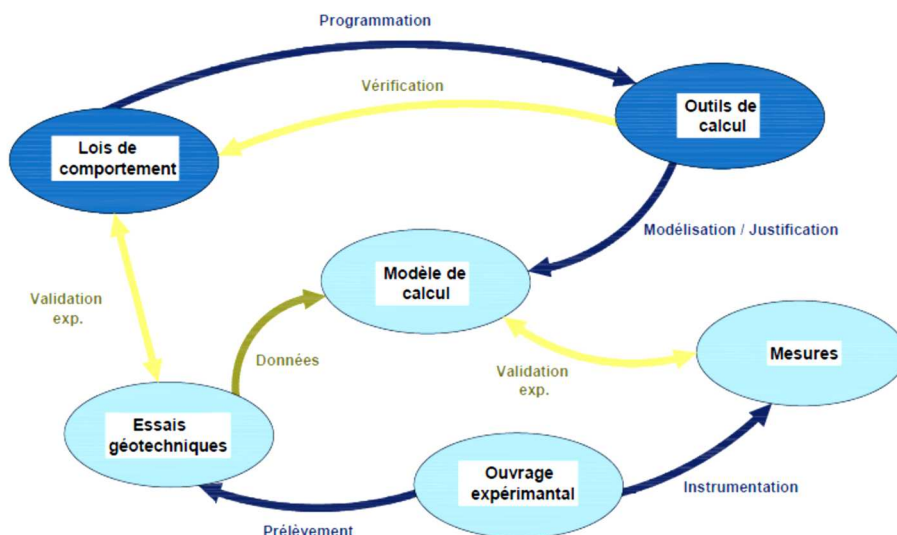 Programmation
Vérification
Outils de
calcul
Lois de
comportement
Modélisation / Justification
Modèle de
calcul
Validation
exp.
Données
Mesures
Validation
exp.
Essais
géotechniques
Ouvrage
expérimantal
Instrumentation
Prélèvement